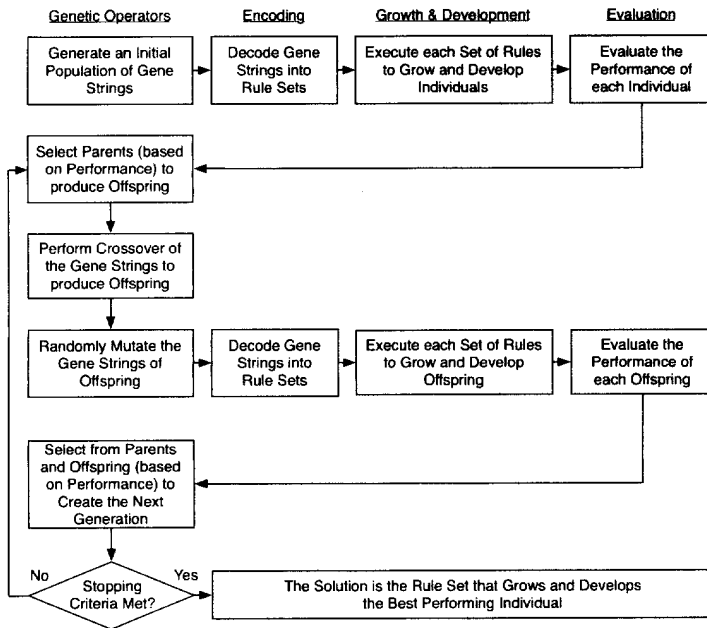 Genetic Operators
Encoding
Growth & Development
Evaluation
Generate an Initial
Population of Gene
Strings
Decode Gene
Strings into
Rule Sets
Execute each Set of Rules
to Grow and Develop
Individuals
Evaluate the
Performance of
each Individual
Select Parents (based
on Performance) to
produce Offspring
Perform Crossover of
the Gene Strings to
produce Offspring
Randomly Mutate the
Gene Strings of
Offspring
Decode Gene
Strings into
Rule Sets
Execute each Set of Rules
to Grow and Develop
Offspring
Evaluate the
Performance of
each Offspring
Select from Parents
and Offspring (based
on Performance) to
Create the Next
Generation
No
Stopping
Criteria Met?
Yes
The Solution is the Rule Set that Grows and Develops
the Best Performing Individual